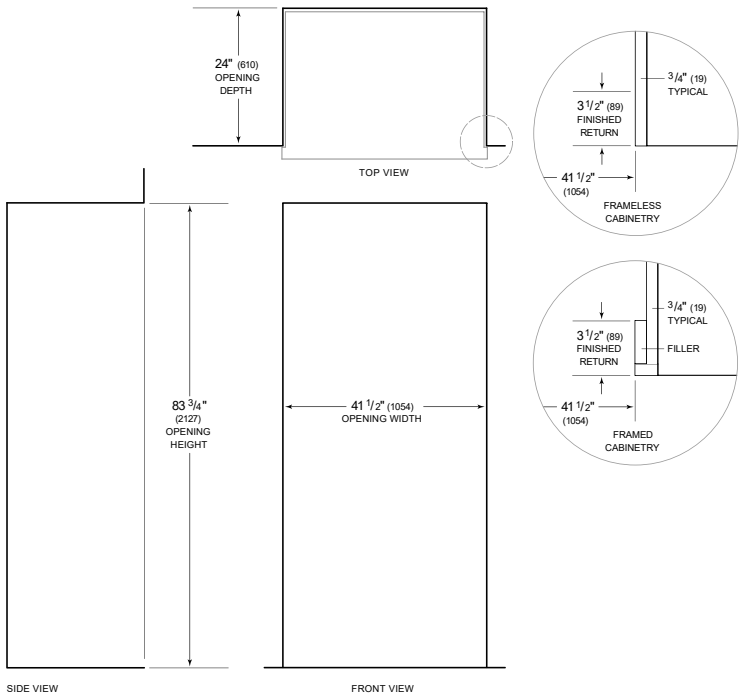 24" (610)
OPENING
DEPTH
TOP VIEW
3/4" (19)
TYPICAL
3 1/2" (89)
FINISHED
RETURN
41 1/2"
(1054)
FRAMELESS
CABINETRY
3/4" (19)
TYPICAL
3 1/2" (89)
FINISHED
RETURN
FILLER
41 1/2"
(1054)
FRAMED
CABINETRY
83 3/4"
(2127)
OPENING
HEIGHT
41 1/2" (1054)
OPENING WIDTH
SIDE VIEW
FRONT VIEW